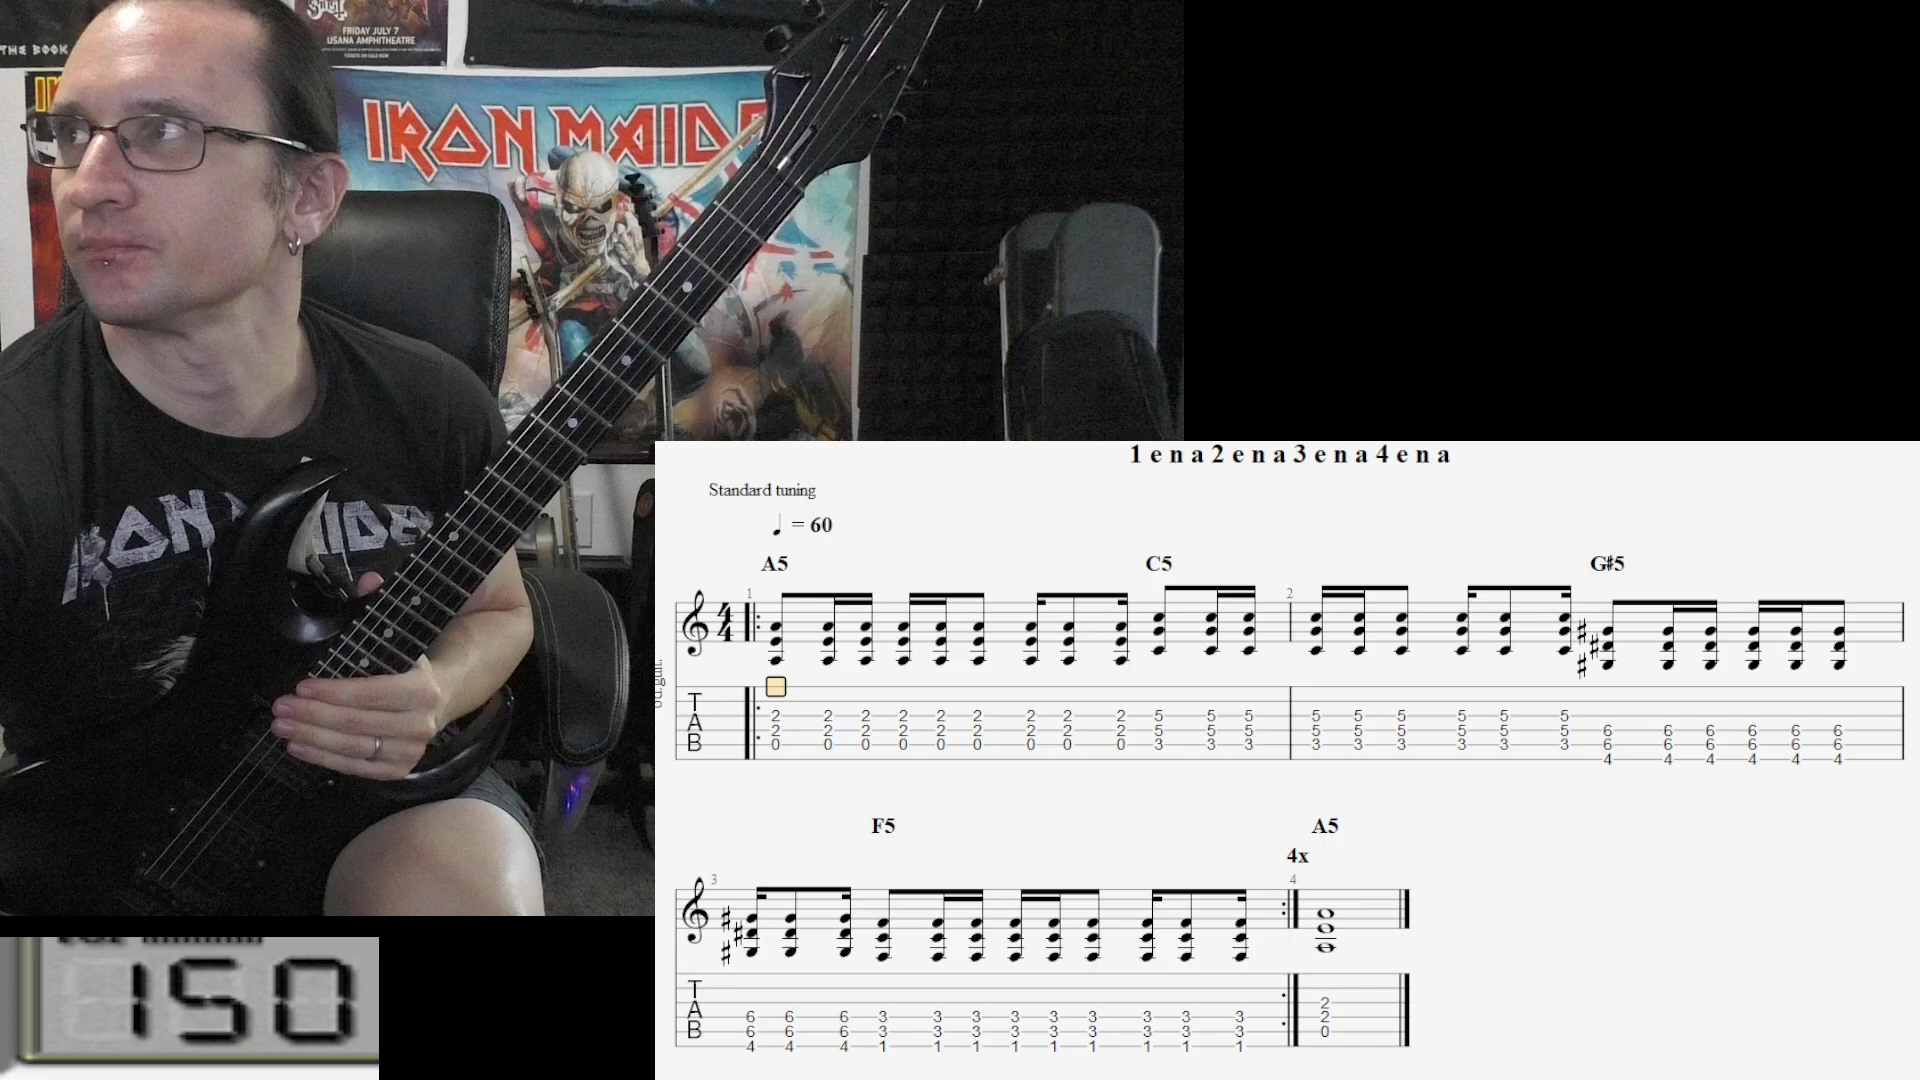 THE BOOK
FRIDAY JULY 7
USANA AMPHITHEATRE
IRON MAIDE
IRON MAIDEN
1 e n a 2 e n a 3 e n a 4 e n a
Standard tuning
♩ = 60
A5 C5 G#5
1 2
4
4
T
A
B
2 2 2 2 2 2 2 2 2 5 5 5 5 5 5 5 5 5
2 2 2 2 2 2 2 2 2 5 5 5 5 5 5 5 5 5 6 6 6 6 6 6
0 0 0 0 0 0 0 0 0 3 3 3 3 3 3 3 3 3 6 6 6 6 6 6
4 4 4 4 4 4
F5 A5
4x
3 4
T
A
B
2
6 6 6 3 3 3 3 3 3 3 3 3 2
6 6 6 3 3 3 3 3 3 3 3 3 0
4 4 4 1 1 1 1 1 1 1 1 1
150